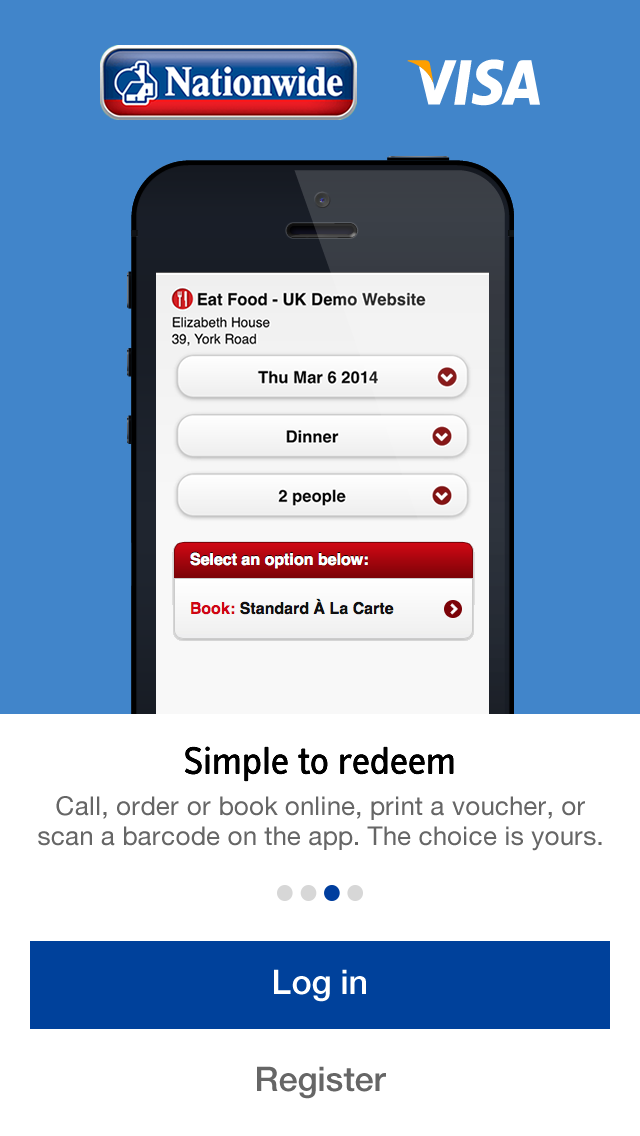 Nationwide
VISA
Eat Food - UK Demo Website
Elizabeth House
39, York Road
Thu Mar 6 2014
Dinner
2 people
Select an option below:
Book: Standard À La Carte
Simple to redeem
Call, order or book online, print a voucher, or
scan a barcode on the app. The choice is yours.
Log in
Register